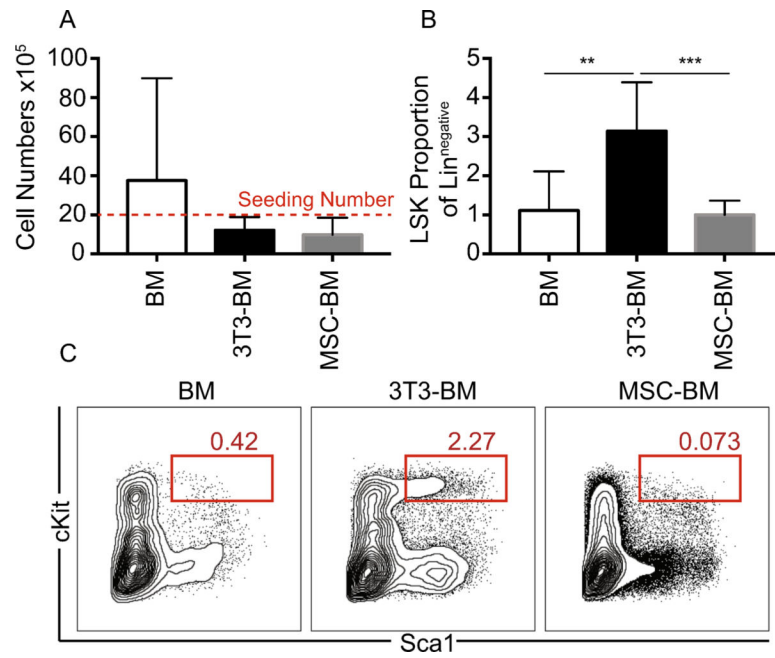 A
Cell Numbers x10⁵
100
80
60
40
20
0
Seeding Number
BM
3T3-BM
MSC-BM
B
LSK Proportion
of Lin^negative
5
4
3
2
1
0
**
***
BM
3T3-BM
MSC-BM
C
BM
3T3-BM
MSC-BM
0.42
2.27
0.073
cKit
Sca1